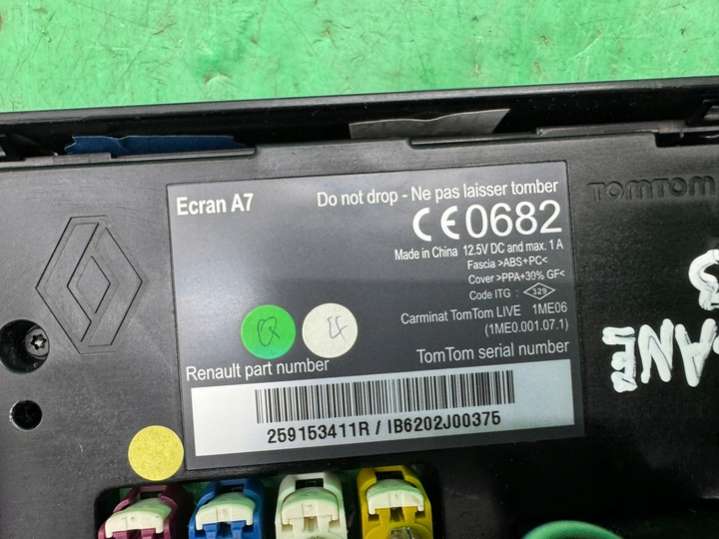 Ecran A7
Do not drop - Ne pas laisser tomber
TOMTOM
CE0682
Made in China 12.5V DC and max. 1 A
Fascia >ABS+PC<
Cover >PPA+30% GF<
Code ITG : 329
Carminat TomTom LIVE 1ME06
(1ME0.001.07.1)
Renault part number
TomTom serial number
259153411R / IB6202J00375